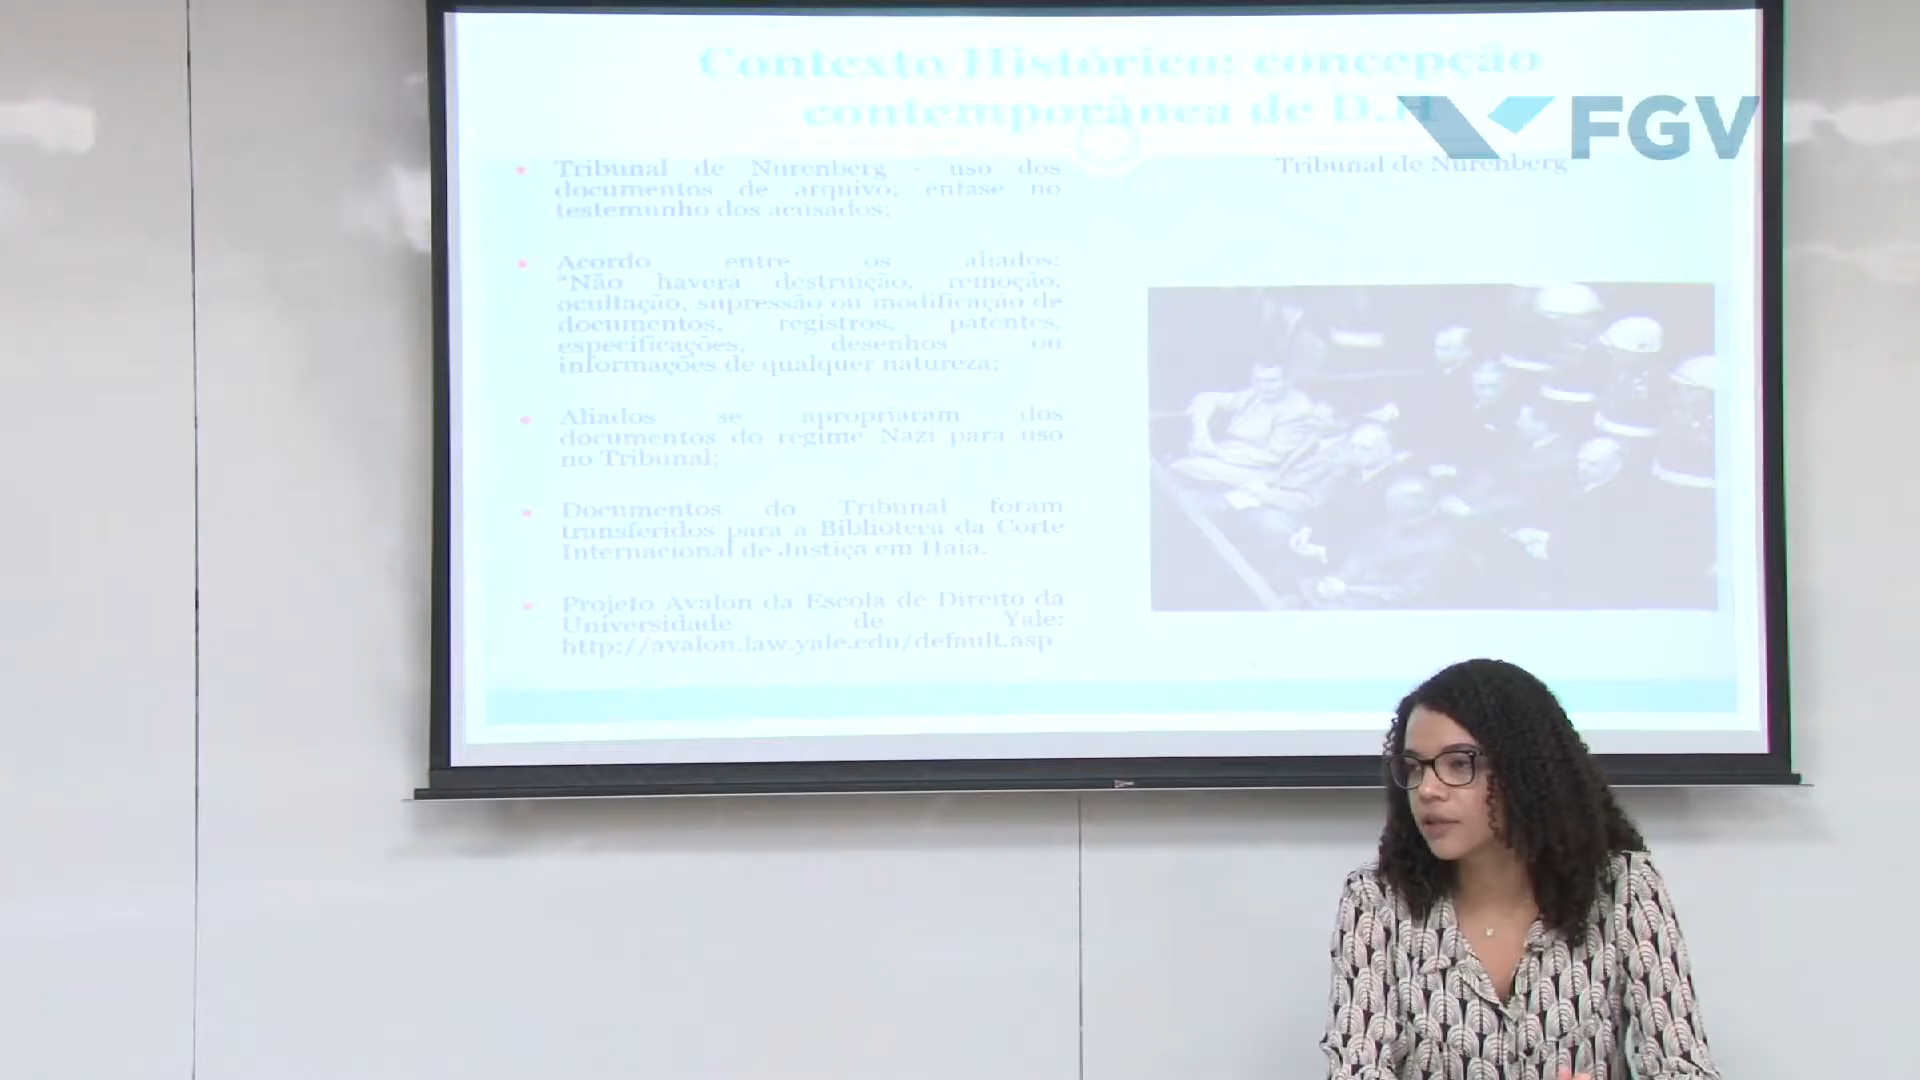 Contexto Histórico: concepção
contemporânea de D.H
FGV
Tribunal de Nurenberg - uso dos
documentos de arquivo; enfase no
testemunho dos acusados;
Acordo entre os aliados:
"Não haverá destruição, remoção,
ocultação, supressão ou modificação de
documentos, registros, patentes,
especificações, desenhos ou
informações de qualquer natureza;
Aliados se apropriaram dos
documentos do regime Nazi para uso
no Tribunal;
Documentos do Tribunal foram
transferidos para a Biblioteca da Corte
Internacional de Justiça em Haia.
Projeto Avalon da Escola de Direito da
Universidade de Yale:
http://avalon.law.yale.edu/default.asp
Tribunal de Nurenberg